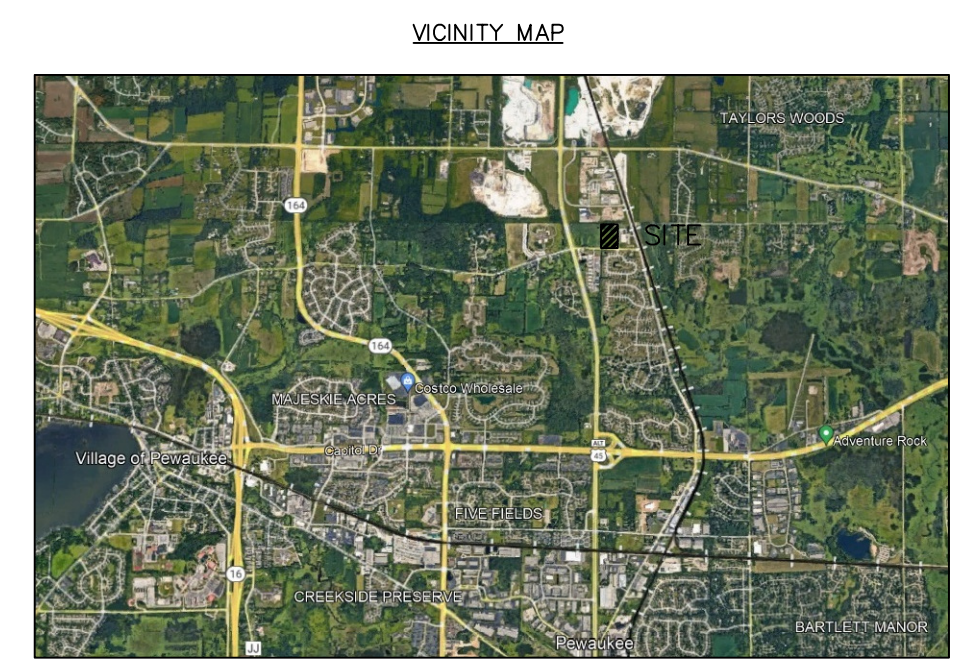 VICINITY MAP
TAYLORS WOODS
164
SITE
164
Costco Wholesale
MAJESKIE ACRES
ALT
45
Adventure Rock
Capitol Dr
Village of Pewaukee
FIVE FIELDS
16
CREEKSIDE PRESERVE
BARTLETT MANOR
Pewaukee
JJ